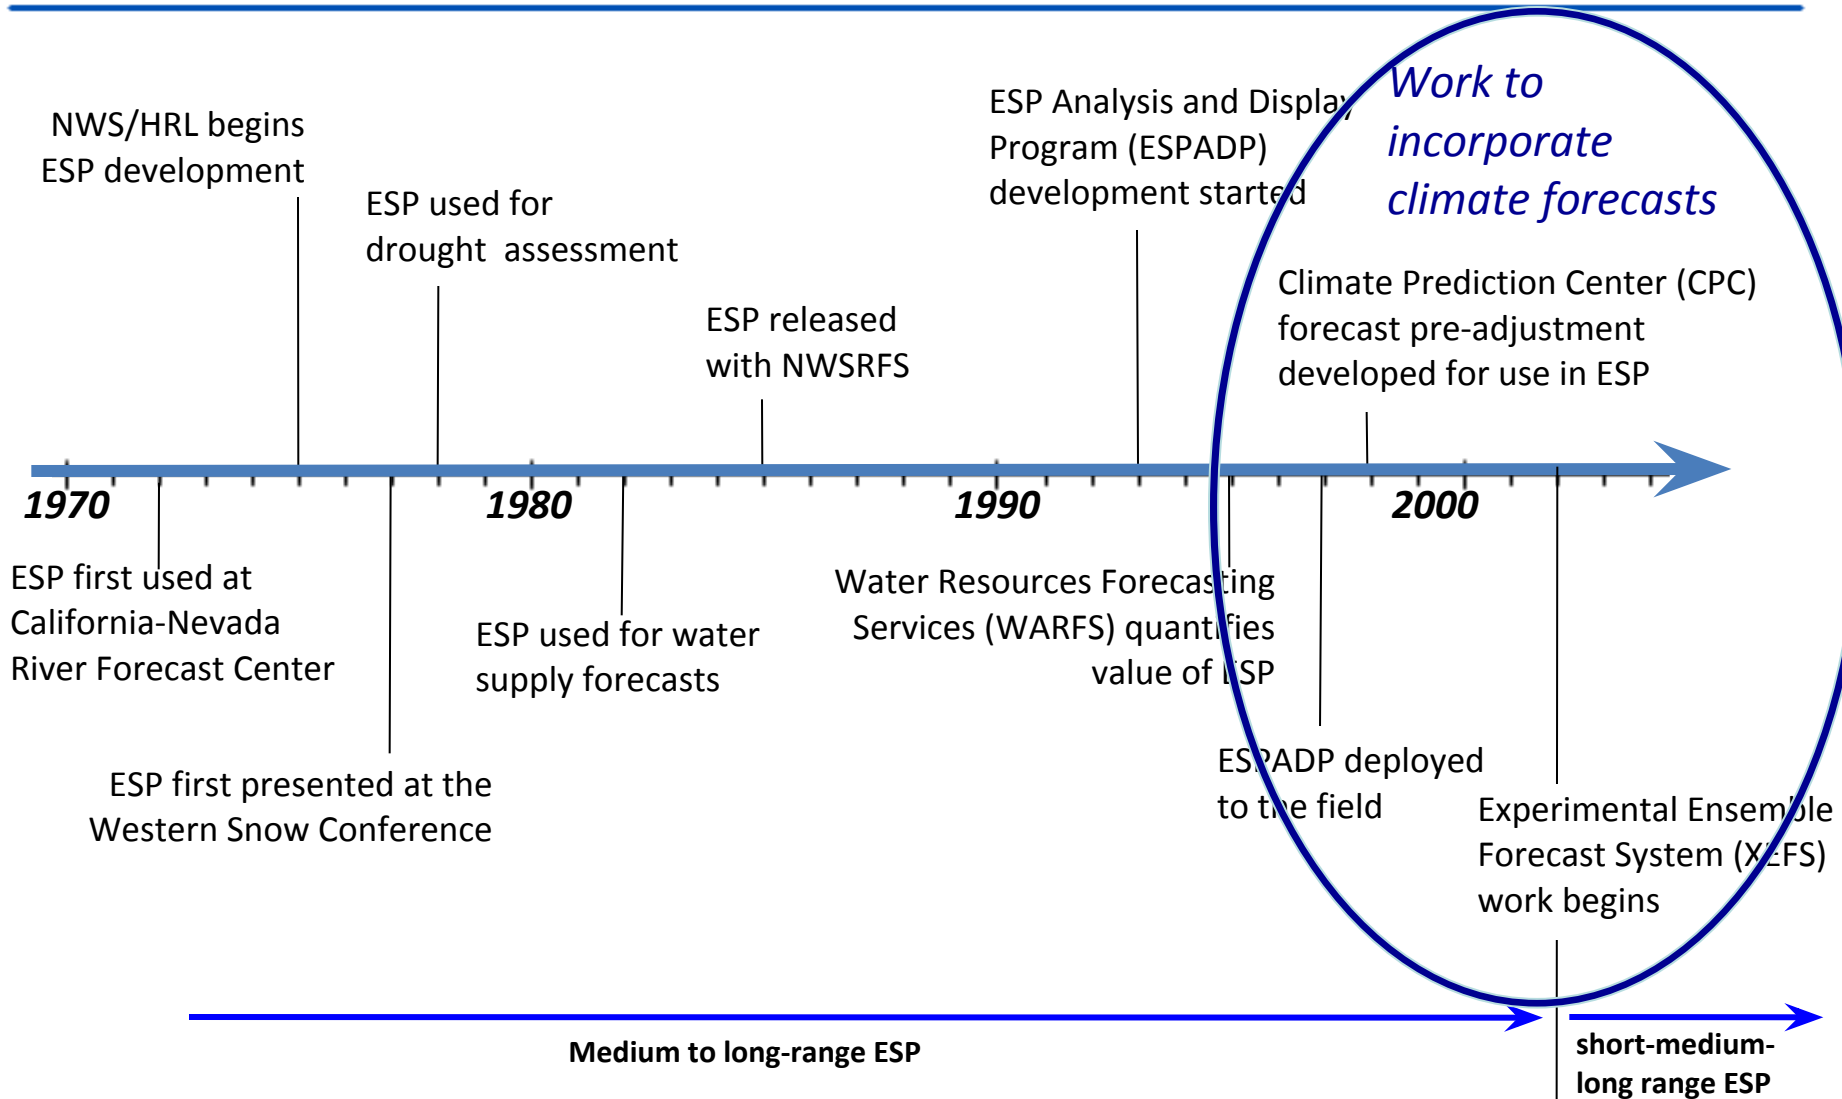 NWS/HRL begins
ESP development
ESP used for
drought  assessment
ESP released
with NWSRFS
ESP Analysis and Display
Program (ESPADP)
development started
Work to
incorporate
climate forecasts
Climate Prediction Center (CPC)
forecast pre-adjustment
developed for use in ESP
1970
1980
1990
2000
ESP first used at
California-Nevada
River Forecast Center
ESP first presented at the
Western Snow Conference
ESP used for water
supply forecasts
Water Resources Forecasting
Services (WARFS) quantifies
value of ESP
ESPADP deployed
to the field
Experimental Ensemble
Forecast System (XEFS)
work begins
Medium to long-range ESP
short-medium-
long range ESP